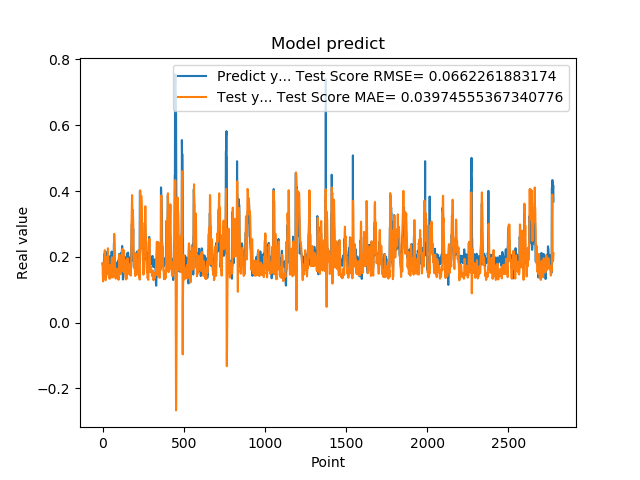 Model predict
Predict y... Test Score RMSE= 0.0662261883174
Test y... Test Score MAE= 0.03974555367340776
Real value
0.8
0.6
0.4
0.2
0.0
−0.2
0 500 1000 1500 2000 2500
Point